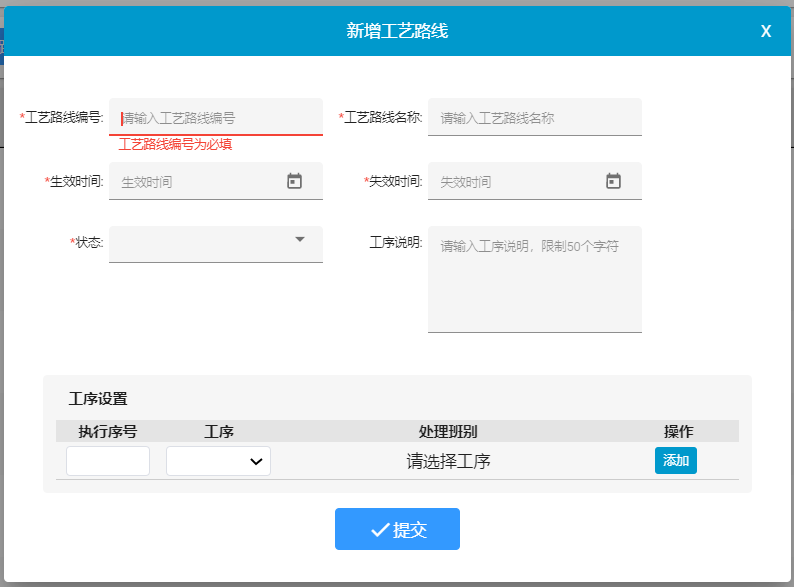 新增工艺路线 X
*工艺路线编号: 请输入工艺路线编号 *工艺路线名称: 请输入工艺路线名称
工艺路线编号为必填
*生效时间: 生效时间 *失效时间: 失效时间
*状态: 工序说明: 请输入工序说明，限制50个字符
工序设置
执行序号 工序 处理班别 操作
请选择工序 添加
提交